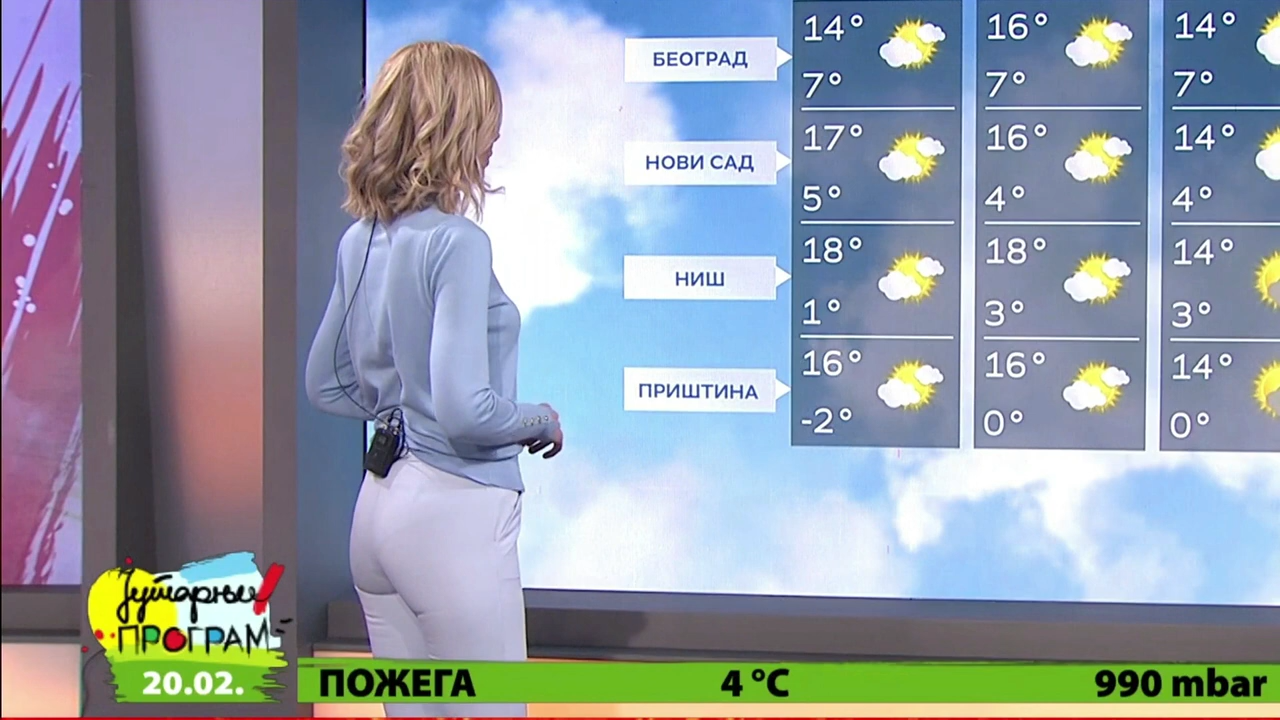 БЕОГРАД
14° 16° 14°
7° 7° 7°
НОВИ САД
17° 16° 14°
5° 4° 4°
НИШ
18° 18° 14°
1° 3° 3°
ПРИШТИНА
16° 16° 14°
-2° 0° 0°
Јутарњи
ПРОГРАМ
20.02.
ПОЖЕГА 4 °C 990 mbar